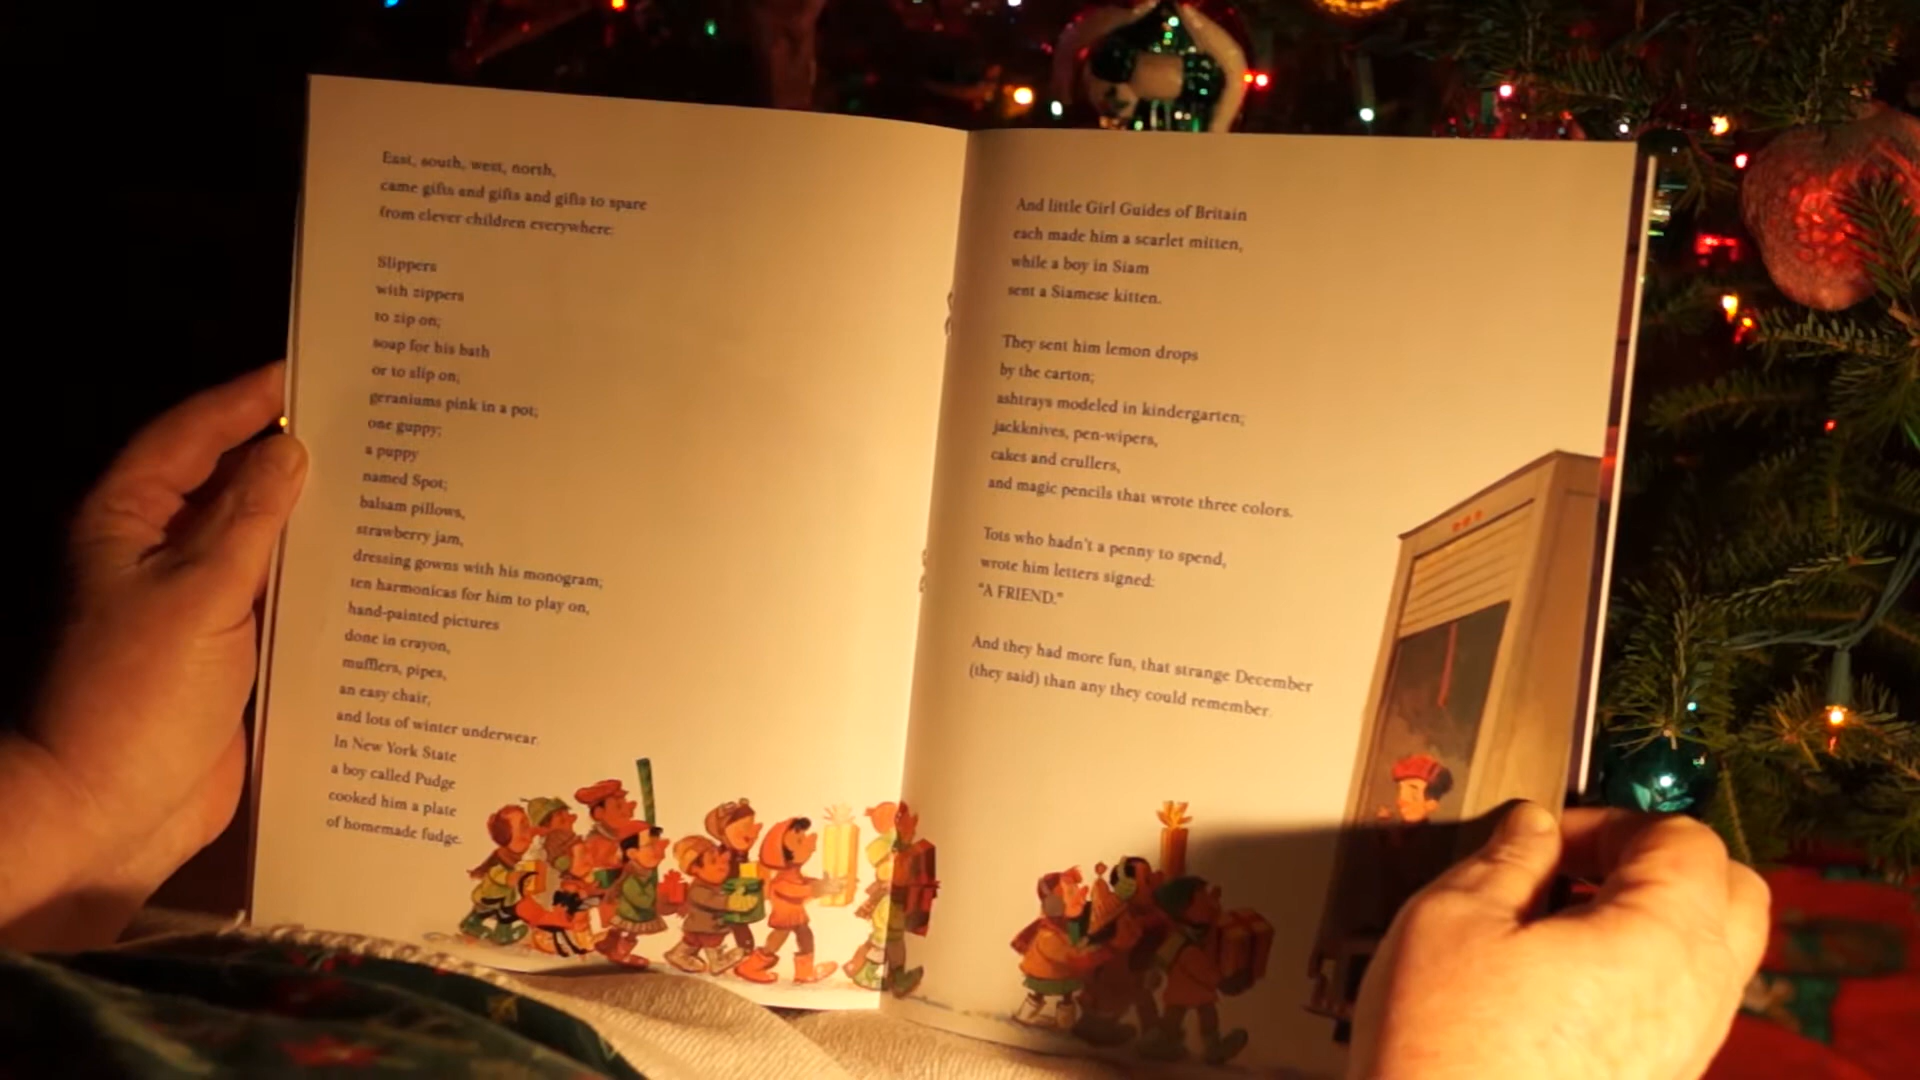 East, south, west, north,
came gifts and gifts and gifts to spare
from clever children everywhere:
Slippers
with zippers
to zip on;
soap for his bath
or to slip on;
geraniums pink in a pot;
one guppy;
a puppy
named Spot;
balsam pillows,
strawberry jam,
dressing gowns with his monogram;
ten harmonicas for him to play on,
hand-painted pictures
done in crayon,
mufflers, pipes,
an easy chair,
and lots of winter underwear.
In New York State
a boy called Pudge
cooked him a plate
of homemade fudge.
And little Girl Guides of Britain
each made him a scarlet mitten,
while a boy in Siam
sent a Siamese kitten.
They sent him lemon drops
by the carton;
ashtrays modeled in kindergarten;
jackknives, pen-wipers,
cakes and crullers,
and magic pencils that wrote three colors.
Tots who hadn't a penny to spend,
wrote him letters signed:
"A FRIEND."
And they had more fun, that strange December
(they said) than any they could remember.